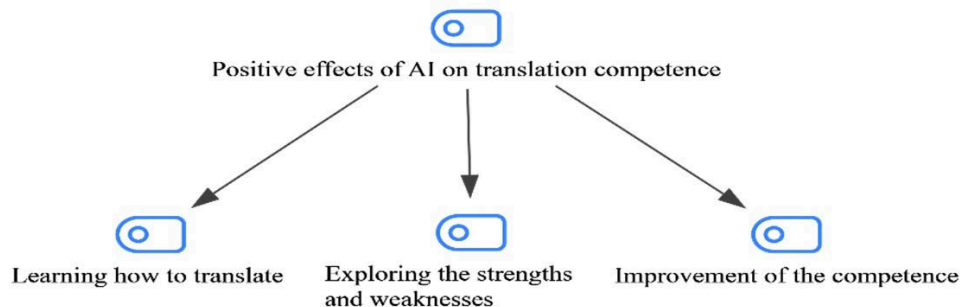 Positive effects of AI on translation competence
Learning how to translate
Exploring the strengths
and weaknesses
Improvement of the competence